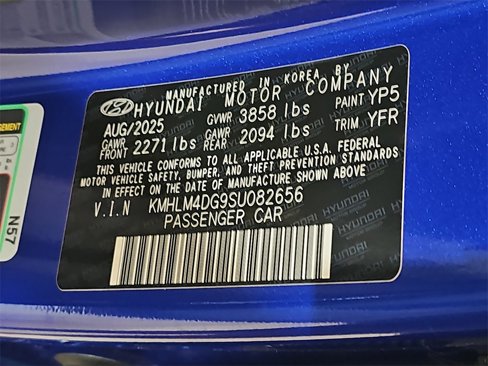 MANUFACTURED IN KOREA BY
HYUNDAI MOTOR COMPANY
AUG/2025 GVWR 3858 lbs PAINT YP5
GAWR FRONT 2271 lbs GAWR REAR 2094 lbs TRIM YFR
THIS VEHICLE CONFORMS TO ALL APPLICABLE U.S.A. FEDERAL
MOTOR VEHICLE SAFETY, BUMPER, AND THEFT PREVENTION STANDARDS
IN EFFECT ON THE DATE OF MANUFACTURE SHOWN ABOVE.
V.I.N KMHLM4DG9SU082656
PASSENGER CAR
N57